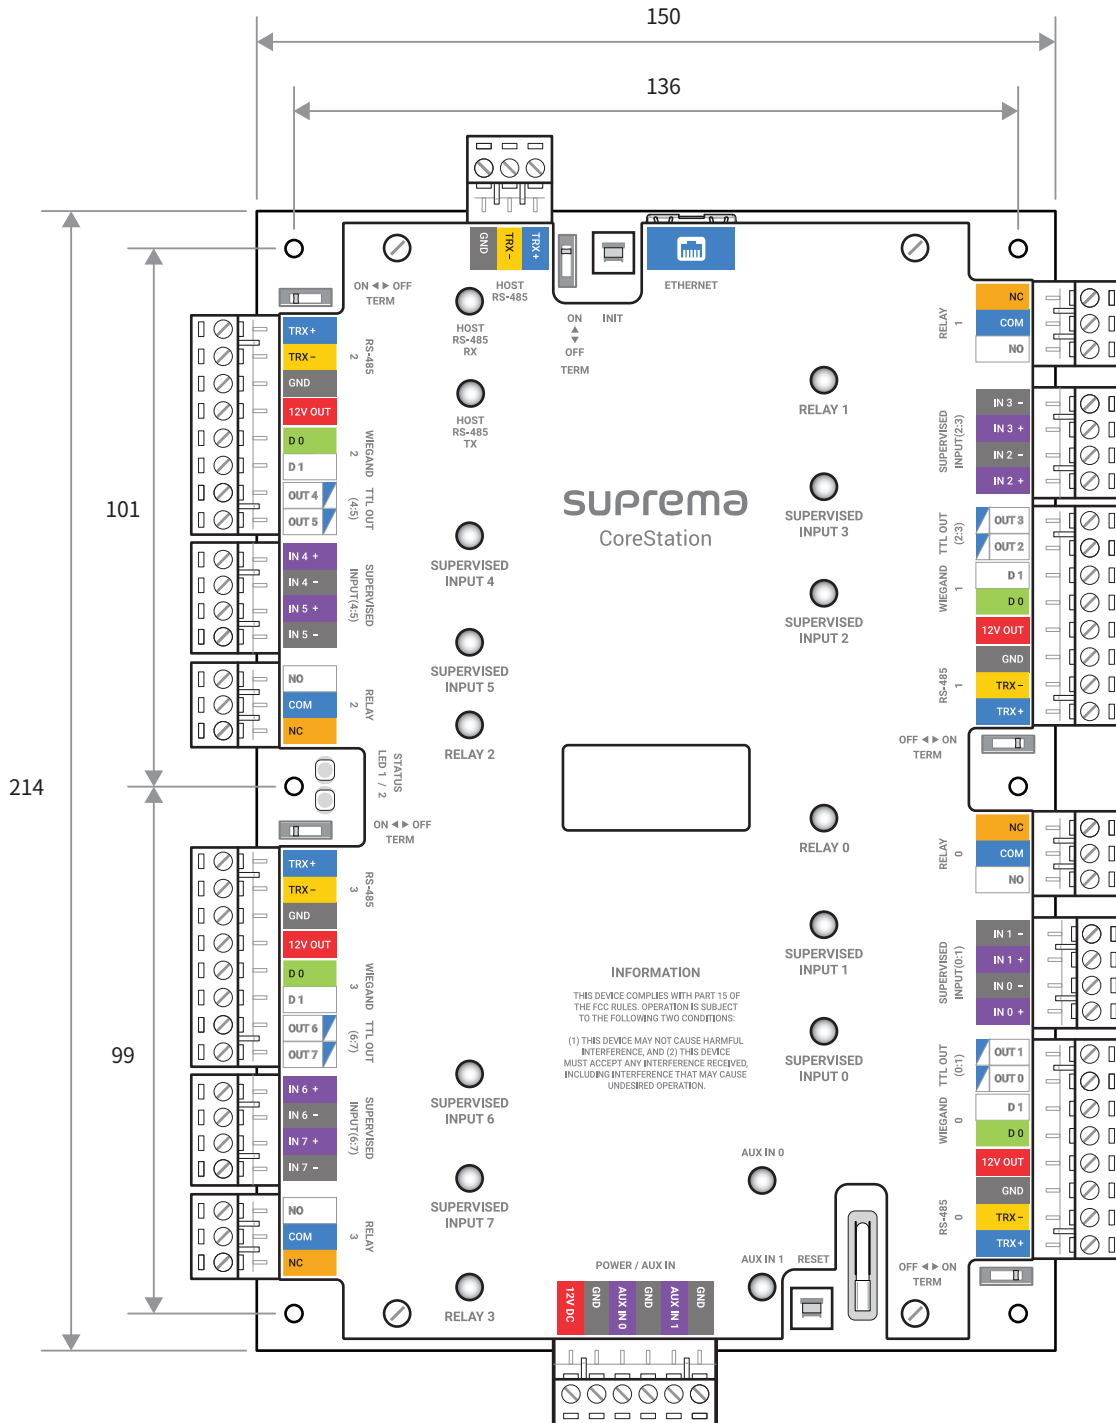 150
136
214
101
99
GND
TRX -
TRX +
HOST
RS-485
ON
OFF
TERM
INIT
ETHERNET
ON ◄ ► OFF
TERM
HOST
RS-485
RX
HOST
RS-485
TX
TRX +
TRX –
GND
RS-485
2
12V OUT
D 0
D 1
WIEGAND
2
OUT 4
OUT 5
TTL OUT
(4:5)
IN 4 +
IN 4 –
IN 5 +
IN 5 –
SUPERVISED
INPUT(4:5)
NO
COM
NC
RELAY
2
STATUS
LED 1 / 2
ON ◄ ► OFF
TERM
TRX +
TRX –
GND
RS-485
3
12V OUT
D 0
D 1
WIEGAND
3
OUT 6
OUT 7
TTL OUT
(6:7)
IN 6 +
IN 6 –
IN 7 +
IN 7 –
SUPERVISED
INPUT(6:7)
NO
COM
NC
RELAY
3
SUPERVISED
INPUT 4
SUPERVISED
INPUT 5
RELAY 2
SUPERVISED
INPUT 6
SUPERVISED
INPUT 7
RELAY 3
suprema
CoreStation
RELAY 1
SUPERVISED
INPUT 3
SUPERVISED
INPUT 2
RELAY 0
SUPERVISED
INPUT 1
SUPERVISED
INPUT 0
INFORMATION
THIS DEVICE COMPLIES WITH PART 15 OF
THE FCC RULES. OPERATION IS SUBJECT
TO THE FOLLOWING TWO CONDITIONS:
(1) THIS DEVICE MAY NOT CAUSE HARMFUL
INTERFERENCE, AND (2) THIS DEVICE
MUST ACCEPT ANY INTERFERENCE RECEIVED,
INCLUDING INTERFERENCE THAT MAY CAUSE
UNDESIRED OPERATION.
AUX IN 0
AUX IN 1
RESET
POWER / AUX IN
12V DC
GND
AUX IN 0
GND
AUX IN 1
GND
RELAY
1
NC
COM
NO
SUPERVISED
INPUT(2:3)
IN 3 –
IN 3 +
IN 2 –
IN 2 +
TTL OUT
(2:3)
OUT 3
OUT 2
WIEGAND
1
D 1
D 0
12V OUT
RS-485
1
GND
TRX –
TRX +
OFF ◄ ► ON
TERM
RELAY
0
NC
COM
NO
SUPERVISED
INPUT(0:1)
IN 1 –
IN 1 +
IN 0 –
IN 0 +
TTL OUT
(0:1)
OUT 1
OUT 0
WIEGAND
0
D 1
D 0
12V OUT
RS-485
0
GND
TRX –
TRX +
OFF ◄ ► ON
TERM